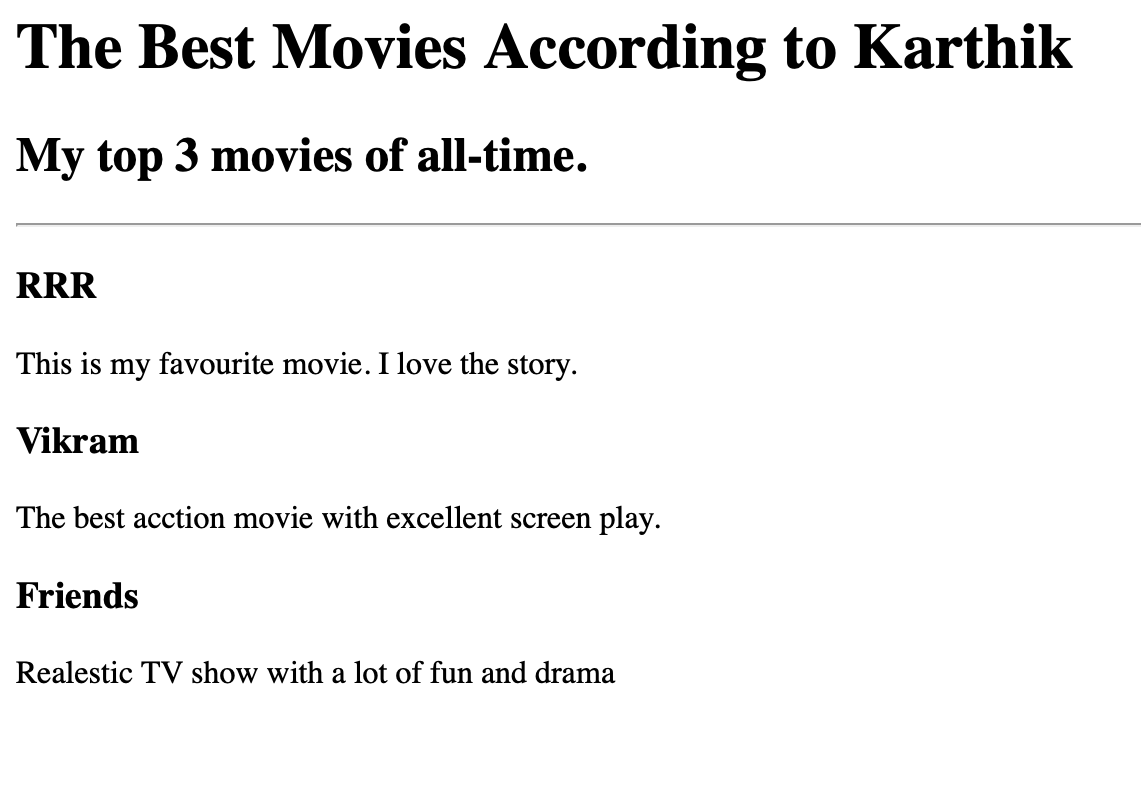 The Best Movies According to Karthik
My top 3 movies of all-time.
RRR
This is my favourite movie. I love the story.
Vikram
The best acction movie with excellent screen play.
Friends
Realestic TV show with a lot of fun and drama